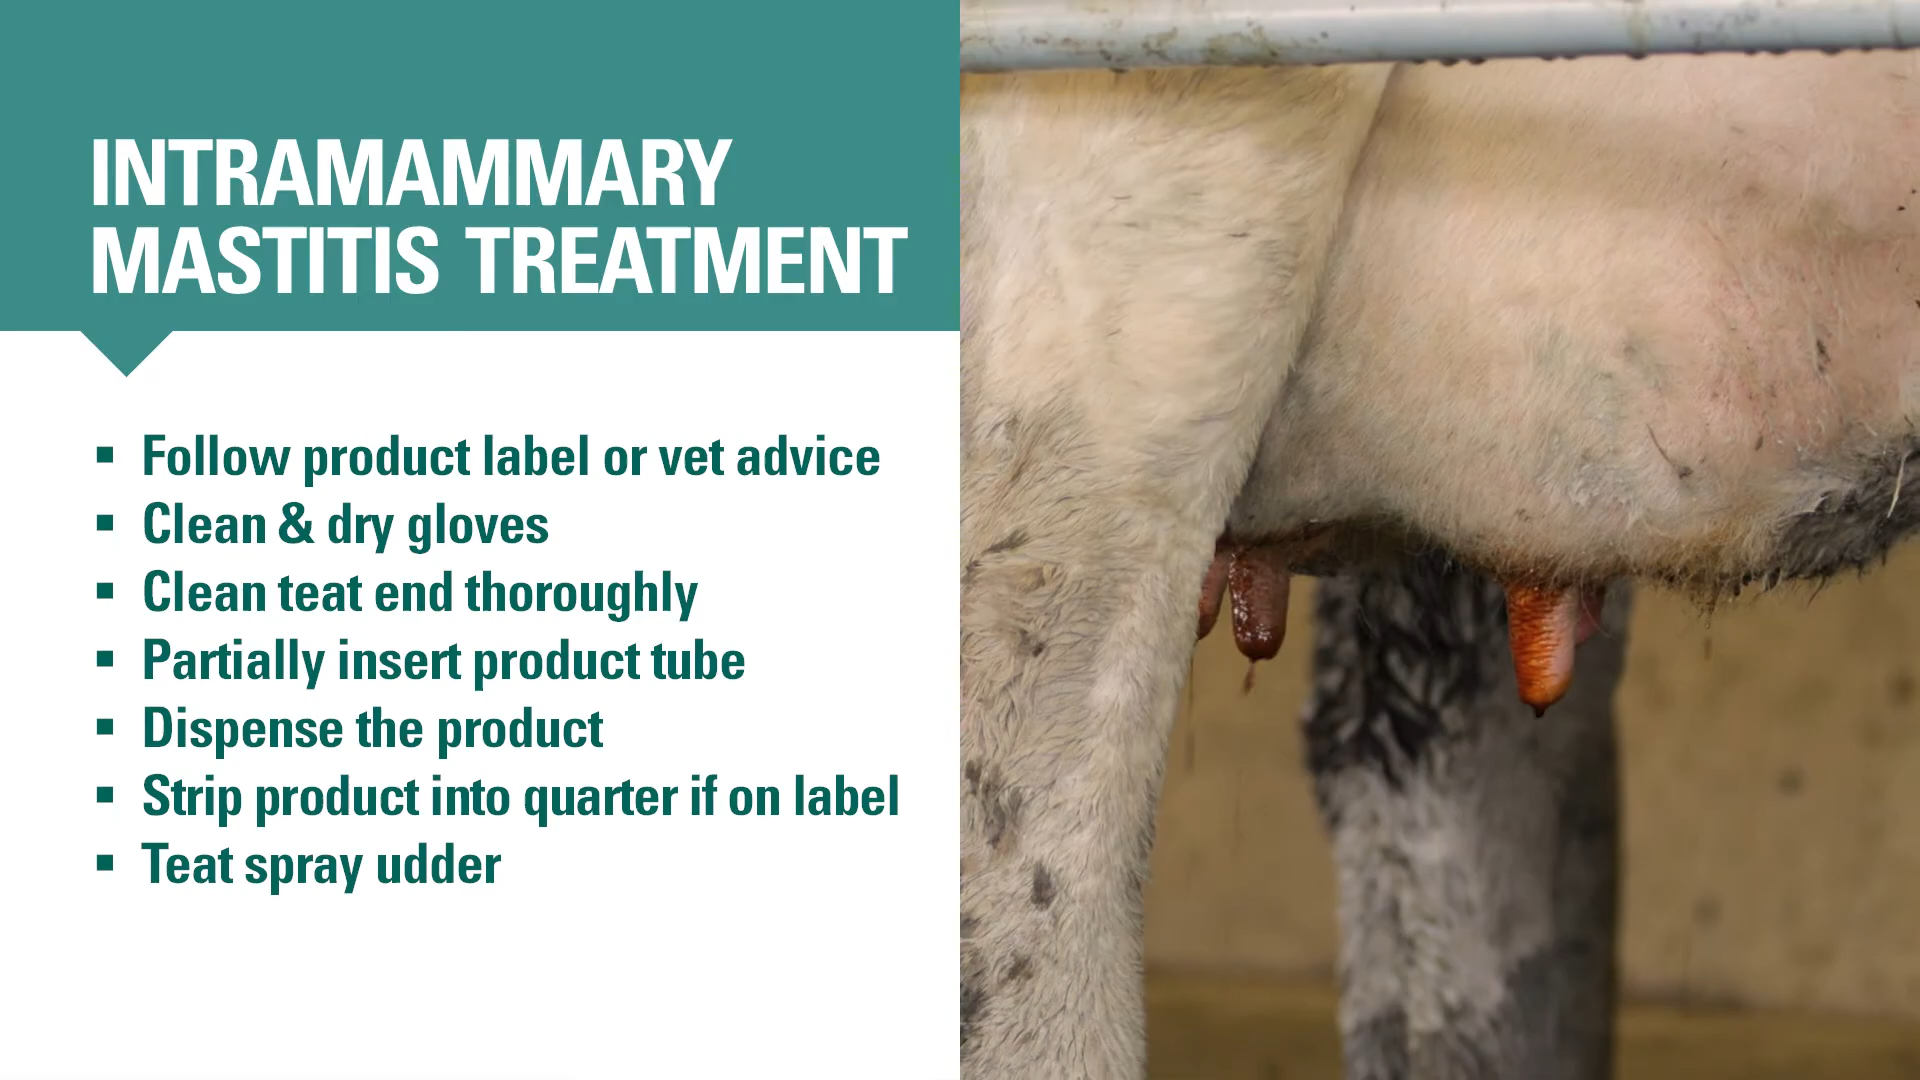 INTRAMAMMARY
MASTITIS TREATMENT
▪ Follow product label or vet advice
▪ Clean & dry gloves
▪ Clean teat end thoroughly
▪ Partially insert product tube
▪ Dispense the product
▪ Strip product into quarter if on label
▪ Teat spray udder